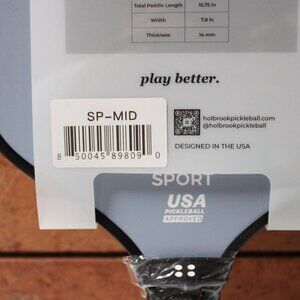 Total Paddle Length 15.75 in
Width 7.8 in
Thickness 14 mm
play better.
SP-MID
8 50045 89809 0
holbrookpickleball.com
@holbrookpickleball
DESIGNED IN THE USA
SPORT
USA
PICKLEBALL
APPROVED